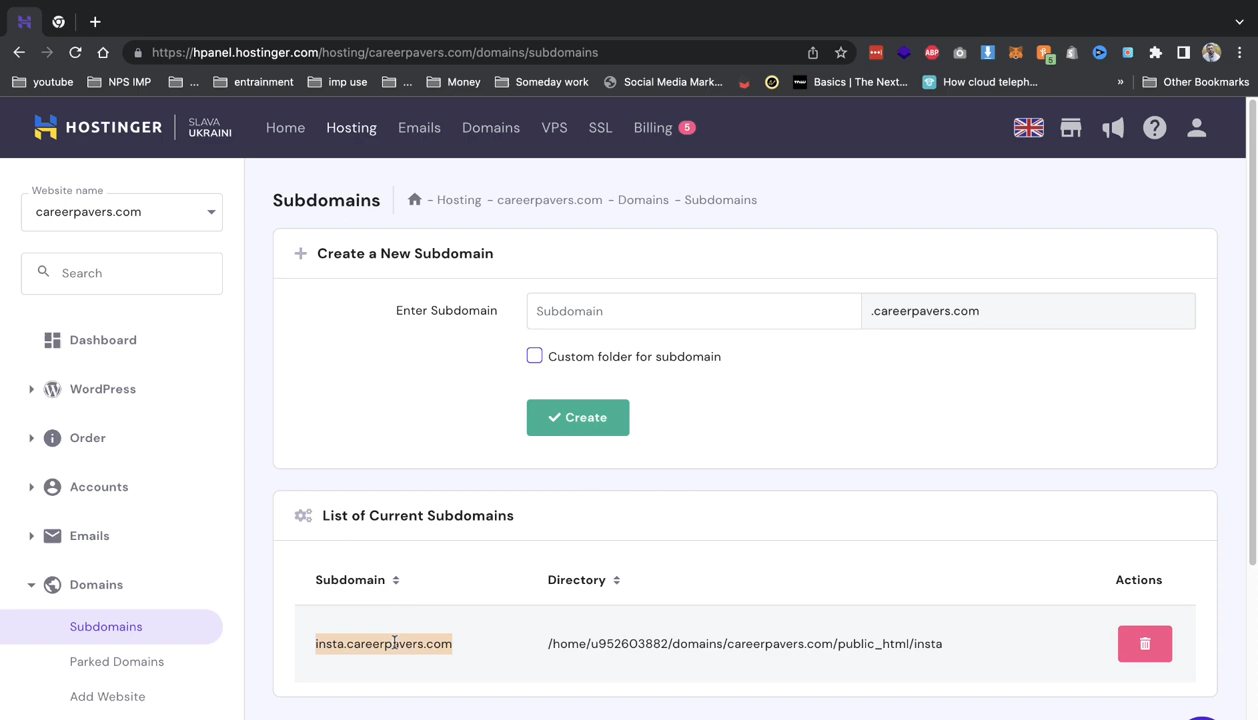 https://hpanel.hostinger.com/hosting/careerpavers.com/domains/subdomains
ABP
5
youtube NPS IMP ... entrainment imp use ... Money Someday work Social Media Mark... Basics | The Next... How cloud teleph... » Other Bookmarks
HOSTINGER SLAVA UKRAINI Home Hosting Emails Domains VPS SSL Billing 5
Website name
careerpavers.com
Search
Dashboard
WordPress
Order
Accounts
Emails
Domains
Subdomains
Parked Domains
Add Website
Subdomains - Hosting - careerpavers.com - Domains - Subdomains
Create a New Subdomain
Enter Subdomain Subdomain .careerpavers.com
Custom folder for subdomain
Create
List of Current Subdomains
Subdomain Directory Actions
insta.careerpavers.com /home/u952603882/domains/careerpavers.com/public_html/insta